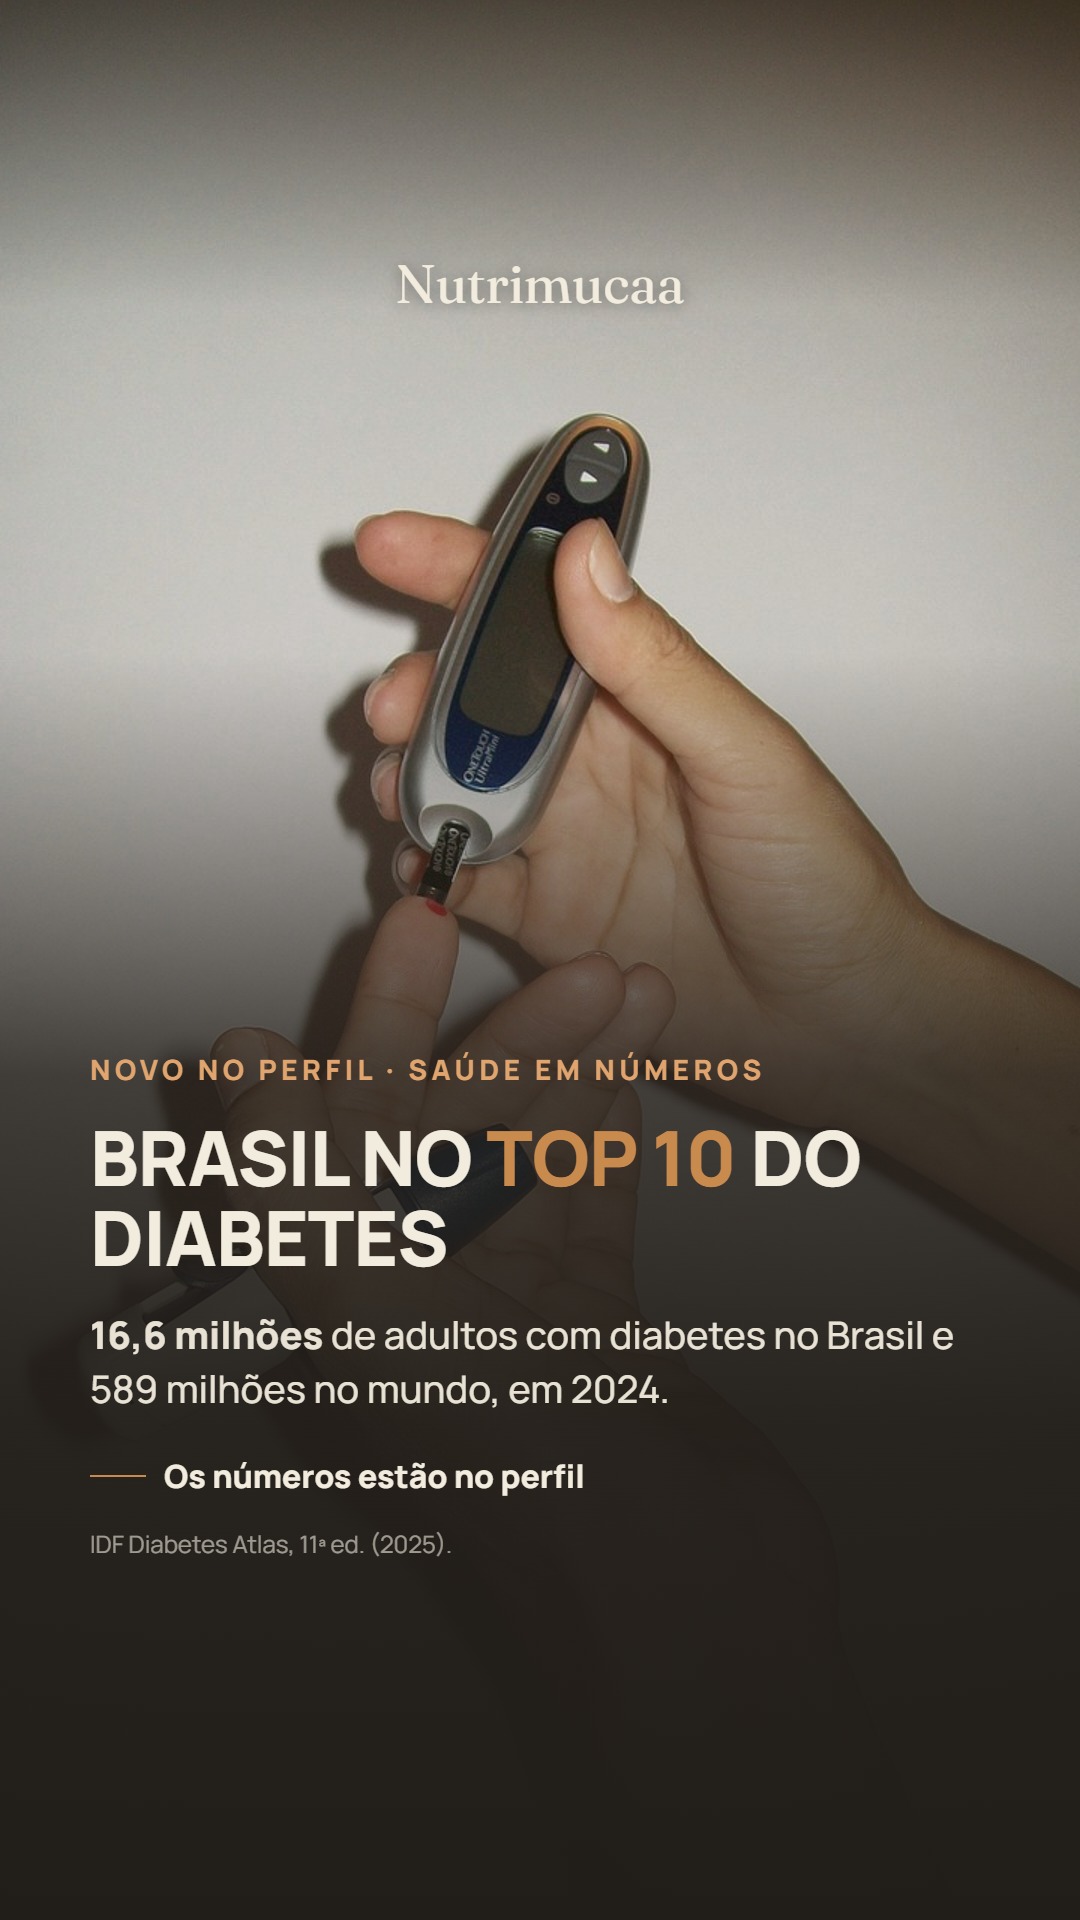 Nutrimucaa
ONETOUCH
UltraMini
NOVO NO PERFIL · SAÚDE EM NÚMEROS
BRASIL NO TOP 10 DO
DIABETES
16,6 milhões de adultos com diabetes no Brasil e
589 milhões no mundo, em 2024.
Os números estão no perfil
IDF Diabetes Atlas, 11ª ed. (2025).